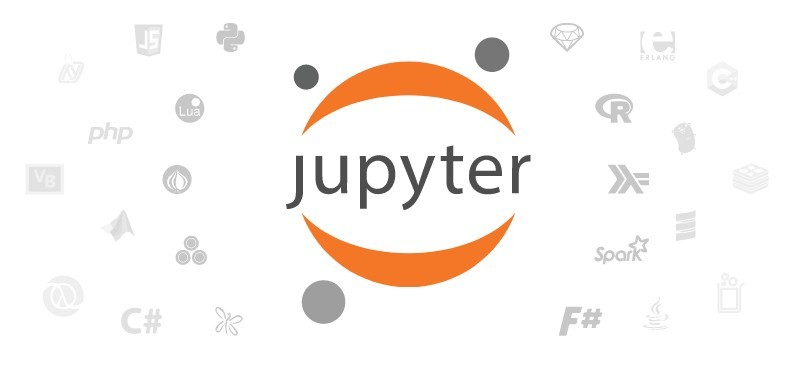 JS
ERLANG
Lua
R
php
jupyter
VB
Spark
C#
F#